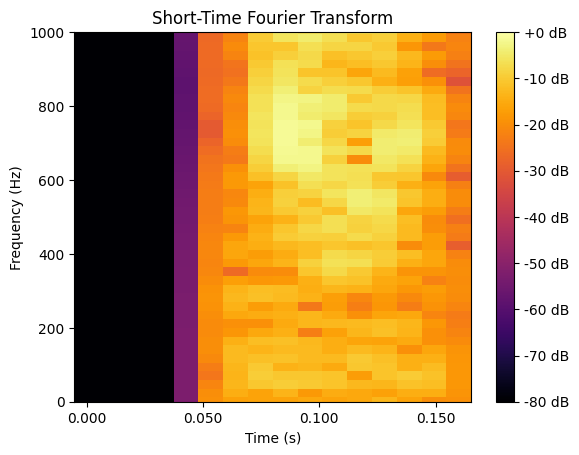 Short-Time Fourier Transform
1000
800
600
400
200
0
Frequency (Hz)
0.000
0.050
0.100
0.150
Time (s)
+0 dB
-10 dB
-20 dB
-30 dB
-40 dB
-50 dB
-60 dB
-70 dB
-80 dB